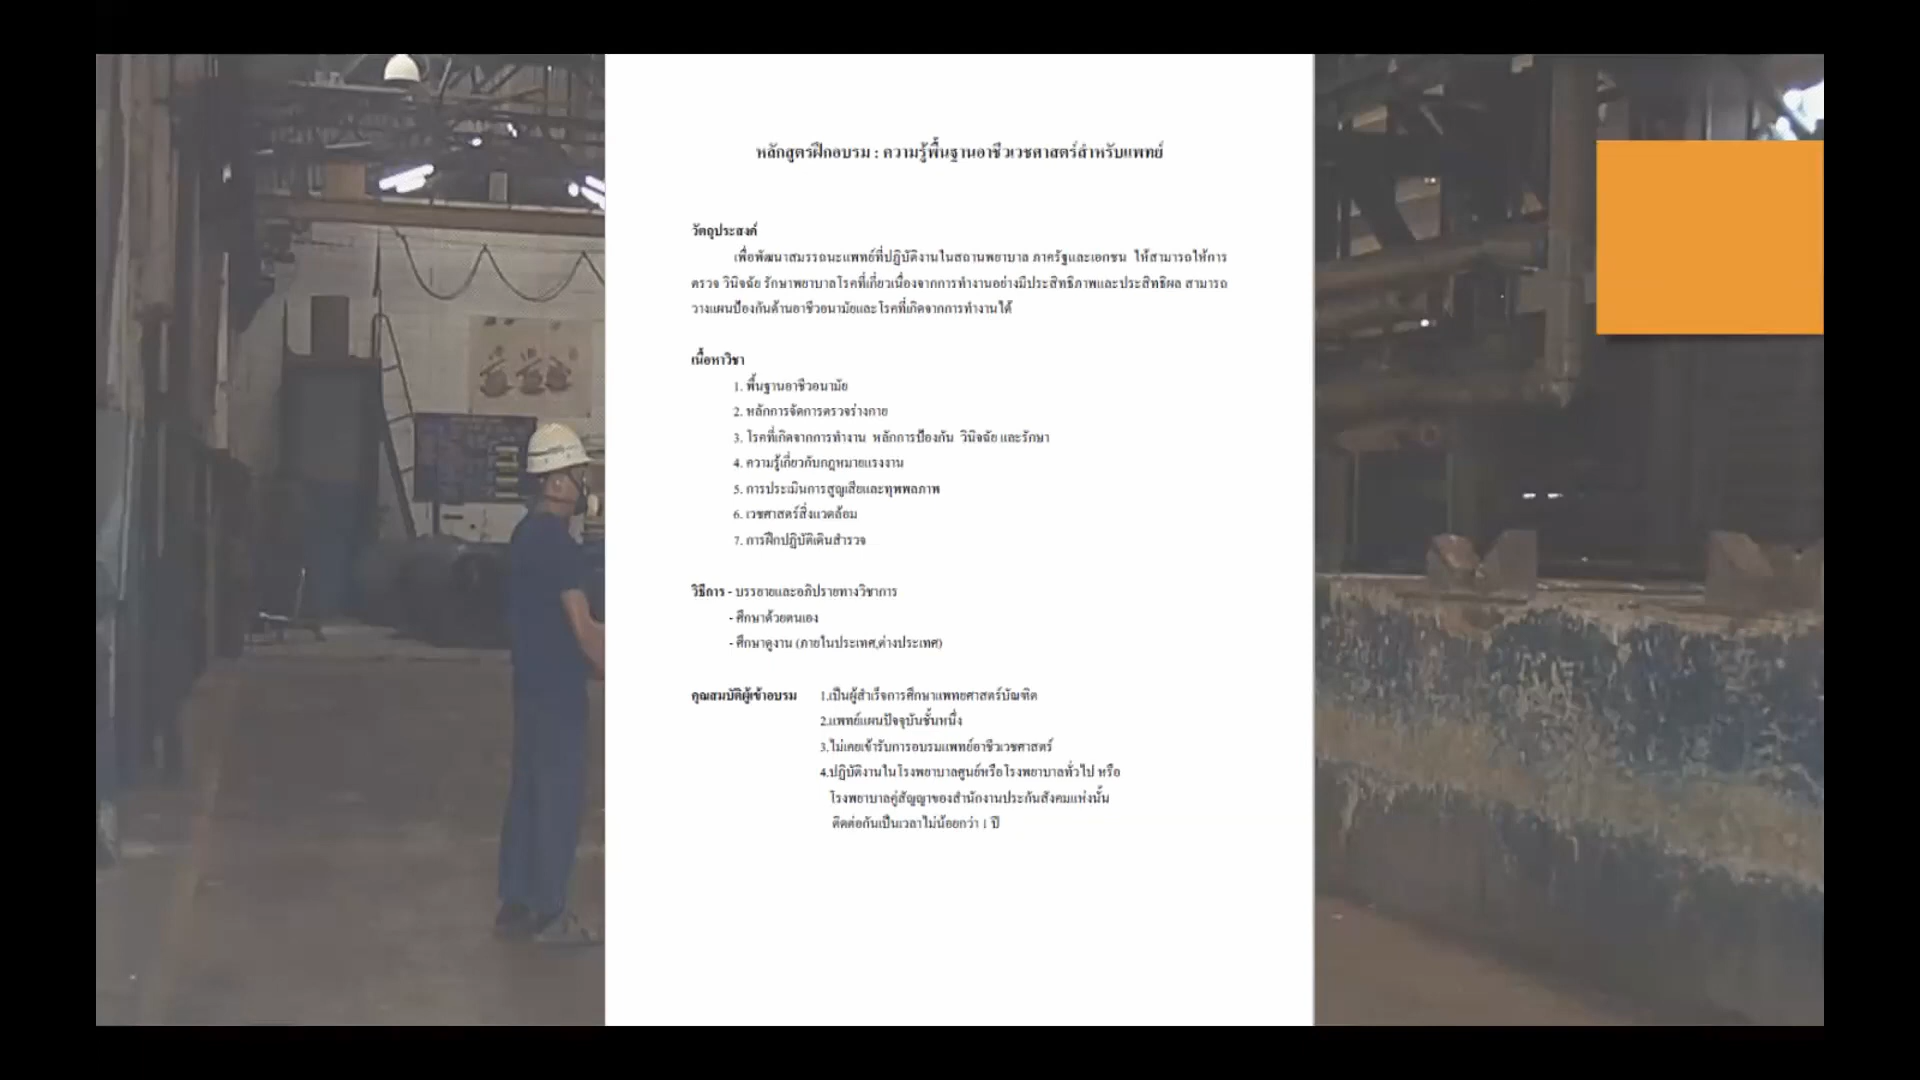 หลักสูตรฝึกอบรม : ความรู้พื้นฐานอาชีวเวชศาสตร์สำหรับแพทย์
วัตถุประสงค์
เพื่อพัฒนาสมรรถนะแพทย์ที่ปฏิบัติงานในสถานพยาบาล ภาครัฐและเอกชน ให้สามารถให้การ
ตรวจ วินิจฉัย รักษาพยาบาลโรคที่เกี่ยวเนื่องจากการทำงานอย่างมีประสิทธิภาพและประสิทธิผล สามารถ
วางแผนป้องกันด้านอาชีวอนามัยและโรคที่เกิดจากการทำงานได้
เนื้อหาวิชา
1. พื้นฐานอาชีวอนามัย
2. หลักการจัดการตรวจร่างกาย
3. โรคที่เกิดจากการทำงาน หลักการป้องกัน วินิจฉัย และรักษา
4. ความรู้เกี่ยวกับกฎหมายแรงงาน
5. การประเมินการสูญเสียและทุพพลภาพ
6. เวชศาสตร์สิ่งแวดล้อม
7. การฝึกปฏิบัติเดินสำรวจ
วิธีการ - บรรยายและอภิปรายทางวิชาการ
- ศึกษาด้วยตนเอง
- ศึกษาดูงาน (ภายในประเทศ,ต่างประเทศ)
คุณสมบัติผู้เข้าอบรม 1.เป็นผู้สำเร็จการศึกษาแพทยศาสตร์บัณฑิต
2.แพทย์แผนปัจจุบันชั้นหนึ่ง
3.ไม่เคยเข้ารับการอบรมแพทย์อาชีวเวชศาสตร์
4.ปฏิบัติงานในโรงพยาบาลศูนย์หรือโรงพยาบาลทั่วไป หรือ
โรงพยาบาลคู่สัญญาของสำนักงานประกันสังคมแห่งนั้น
ติดต่อกันเป็นเวลาไม่น้อยกว่า 1 ปี